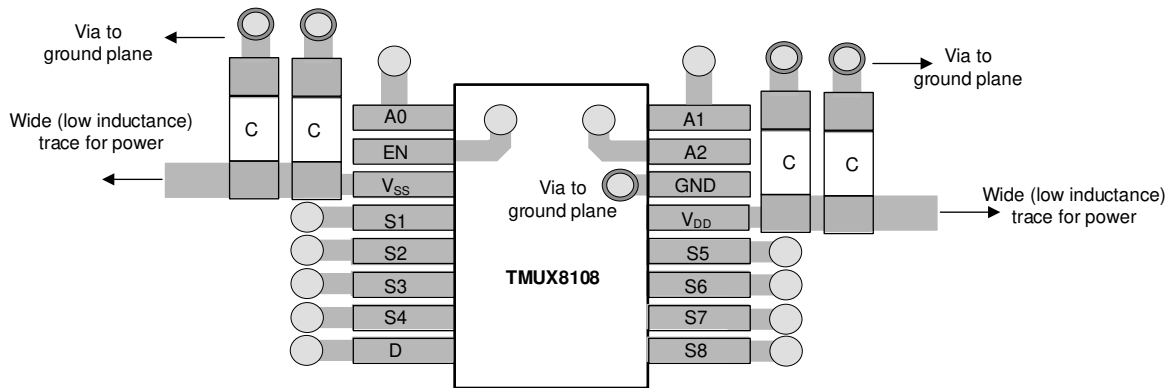 Via to
ground plane
Wide (low inductance)
trace for power
C
C
A0
EN
V_SS
S1
S2
S3
S4
D
Via to
ground plane
TMUX8108
A1
A2
GND
V_DD
S5
S6
S7
S8
C
C
Via to
ground plane
Wide (low inductance)
trace for power